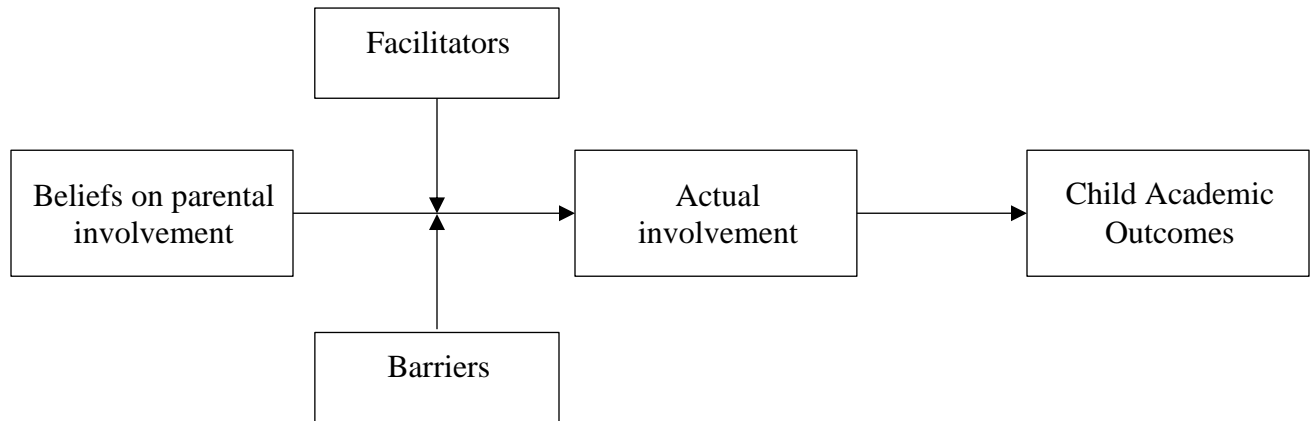 Facilitators
Beliefs on parental
involvement
Actual
involvement
Child Academic
Outcomes
Barriers